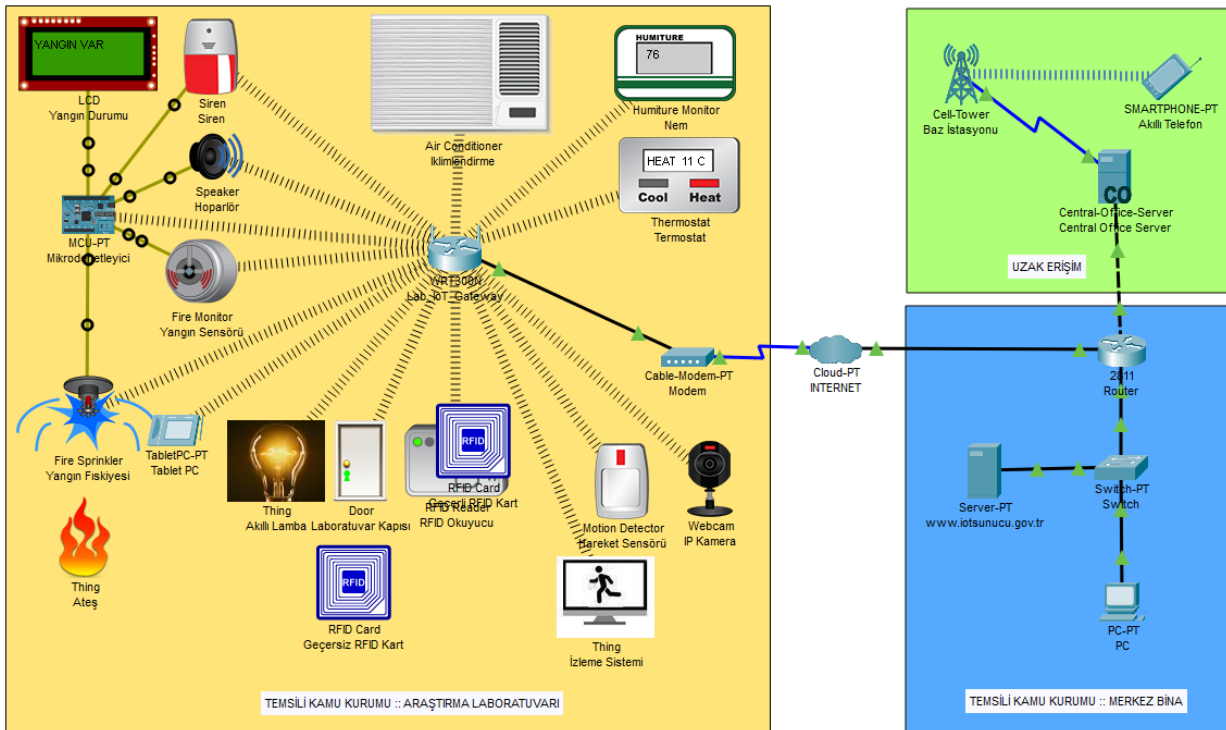 YANGIN VAR
LCD
Yangın Durumu
Siren
Siren
Air Conditioner
Iklimlendirme
HUMITURE
76
Humiture Monitor
Nem
Speaker
Hoparlör
HEAT 11 C
Cool Heat
Thermostat
Termostat
MCU-PT
Mikrodenetleyici
Fire Monitor
Yangın Sensörü
WRT300N
Lab_IoT_Gateway
Cable-Modem-PT
Modem
Fire Sprinkler
Yangın Fıskiyesi
TabletPC-PT
Tablet PC
Thing
Akıllı Lamba
Door
Laboratuvar Kapısı
RFID
RFID Card
Geçerli RFID Kart
RFID Reader
RFID Okuyucu
Motion Detector
Hareket Sensörü
Webcam
IP Kamera
Thing
Ateş
RFID
RFID Card
Geçersiz RFID Kart
Thing
İzleme Sistemi
TEMSİLİ KAMU KURUMU :: ARAŞTIRMA LABORATUVARI
Cloud-PT
INTERNET
Cell-Tower
Baz İstasyonu
SMARTPHONE-PT
Akıllı Telefon
CO
Central-Office-Server
Central Office Server
UZAK ERİŞİM
2811
Router
Switch-PT
Switch
Server-PT
www.iotsunucu.gov.tr
PC-PT
PC
TEMSİLİ KAMU KURUMU :: MERKEZ BİNA